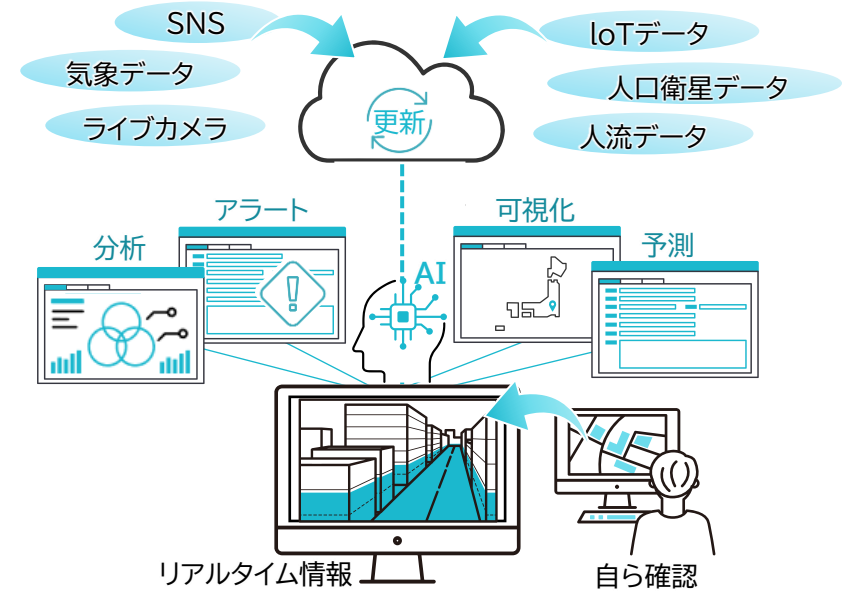 SNS
気象データ
ライブカメラ
IoTデータ
人口衛星データ
人流データ
更新
分析
アラート
可視化
予測
AI
リアルタイム情報
自ら確認